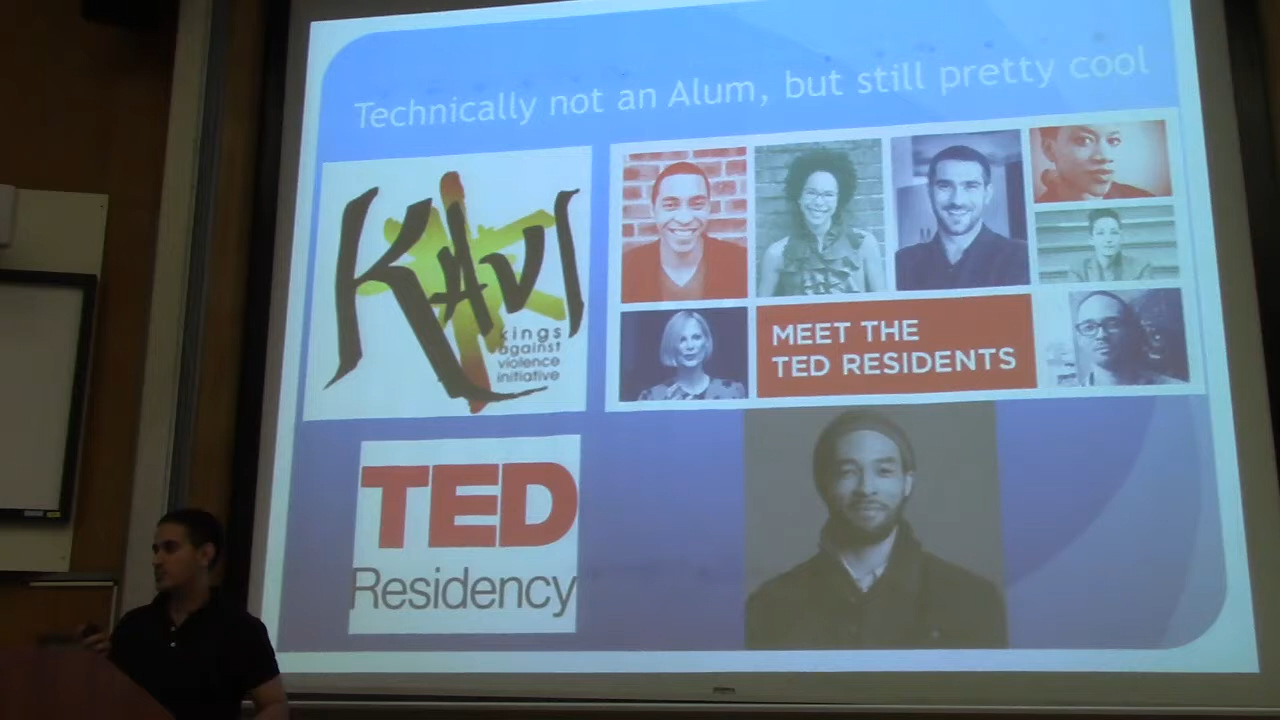 Technically not an Alum, but still pretty cool
KAVI
kings
against
violence
initiative
MEET THE
TED RESIDENTS
TED
Residency